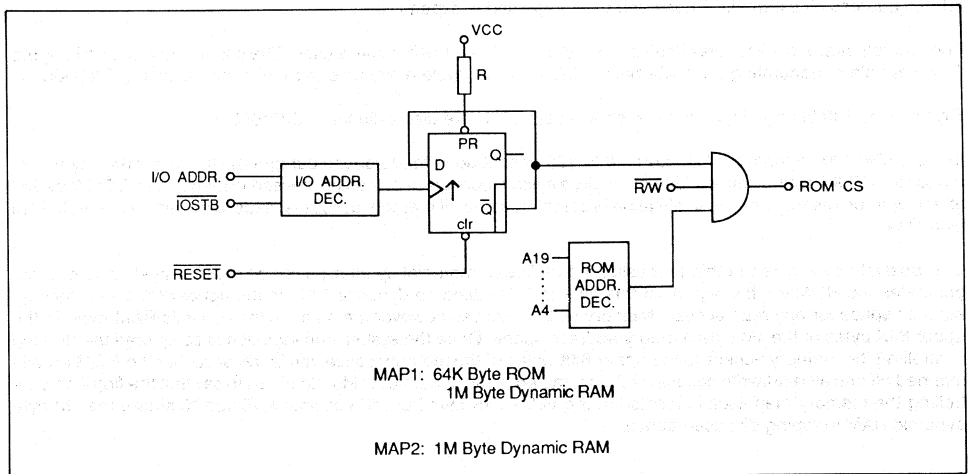 VCC
R
PR
D
Q
I/O ADDR.
I/O ADDR.
DEC.
IOSTB
Q
clr
R/W
ROM CS
RESET
A19
A4
ROM
ADDR.
DEC.
MAP1: 64K Byte ROM
1M Byte Dynamic RAM
MAP2: 1M Byte Dynamic RAM